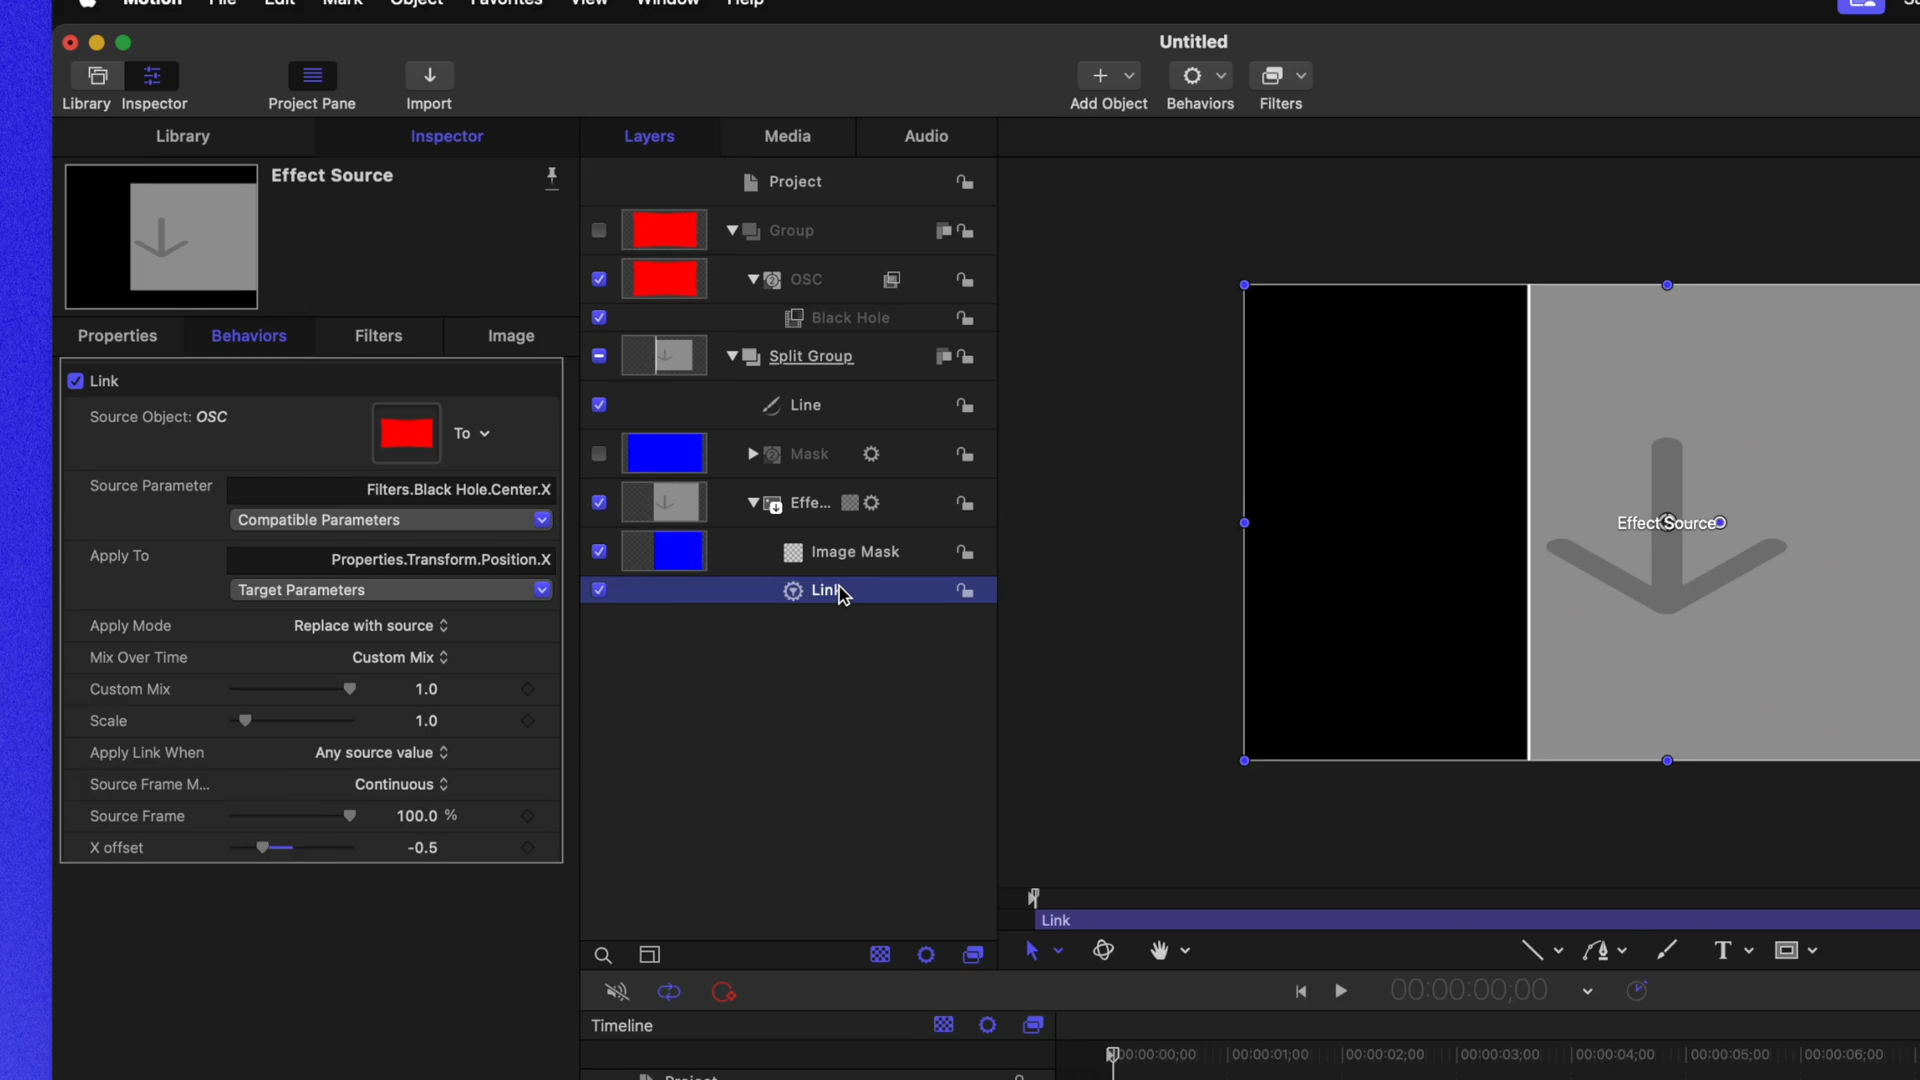 Motion File Edit Mark Object Favorites View Window Help
Untitled
Library Inspector Project Pane Import Add Object Behaviors Filters
Library Inspector Layers Media Audio
Effect Source
Project
Group
OSC
Black Hole
Properties Behaviors Filters Image
Split Group
Link
Source Object: OSC
To
Line
Mask
Source Parameter Filters.Black Hole.Center.X
Compatible Parameters
Effe...
Effect Source
Apply To Properties.Transform.Position.X
Target Parameters
Image Mask
Link
Apply Mode Replace with source
Mix Over Time Custom Mix
Custom Mix 1.0
Scale 1.0
Apply Link When Any source value
Source Frame M... Continuous
Source Frame 100.0 %
X offset -0.5
Link
T
00:00:00;00
Timeline
00:00:00;00 00:00:01;00 00:00:02;00 00:00:03;00 00:00:04;00 00:00:05;00 00:00:06;00
Project